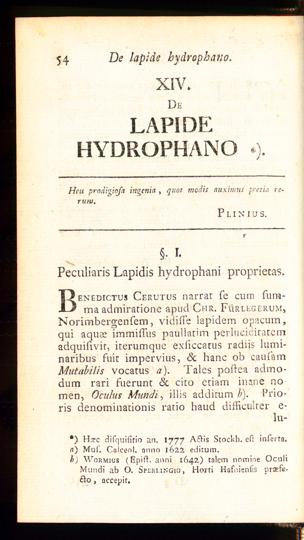 54 De lapide hydrophano.
XIV.
DE
LAPIDE
HYDROPHANO *).
Heu prodigiosa ingenia, quot modis auximus pretia re-
rum.
PLINIUS.
§. I.
Peculiaris Lapidis hydrophani proprietas.
BENEDICTUS CERUTUS narrat se cum sum-
ma admiratione apud CHR. FÜRLEGERUM,
Norimbergensem, vidisse lapidem opacum,
qui aquæ immissus paullatim perluciditatem
adquisivit, iterumque exsiccatus radiis lumi-
naribus fuit impervius, & hanc ob causam
Mutabilis vocatus a). Tales postea admo-
dum rari fuerunt & cito etiam inane no-
men, Oculus Mundi, illis additum b). Prio-
ris denominationis ratio haud difficulter e-
lu-
*) Hæc disquisitio an. 1777 Actis Stockh. est inserta.
a) Mus. Calceol. anno 1622 editum.
b) WORMIUS (Epist. anni 1642) talem nomine Oculi
Mundi ab O. SPERLINGIO, Horti Hafniensis præfe-
cto, accepit.